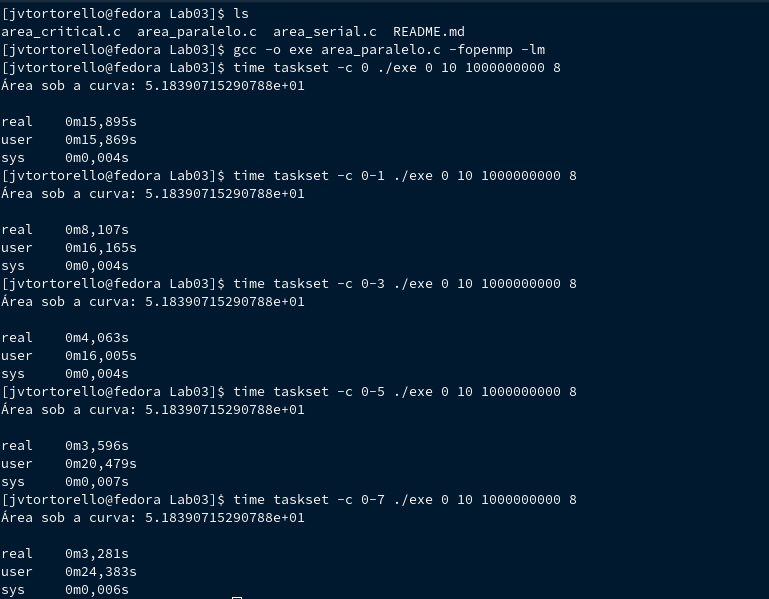 [jvtortorello@fedora Lab03]$ ls
area_critical.c  area_paralelo.c  area_serial.c  README.md
[jvtortorello@fedora Lab03]$ gcc -o exe area_paralelo.c -fopenmp -lm
[jvtortorello@fedora Lab03]$ time taskset -c 0 ./exe 0 10 1000000000 8
Área sob a curva: 5.18390715290788e+01
real    0m15,895s
user    0m15,869s
sys     0m0,004s
[jvtortorello@fedora Lab03]$ time taskset -c 0-1 ./exe 0 10 1000000000 8
Área sob a curva: 5.18390715290788e+01
real    0m8,107s
user    0m16,165s
sys     0m0,004s
[jvtortorello@fedora Lab03]$ time taskset -c 0-3 ./exe 0 10 1000000000 8
Área sob a curva: 5.18390715290788e+01
real    0m4,063s
user    0m16,005s
sys     0m0,004s
[jvtortorello@fedora Lab03]$ time taskset -c 0-5 ./exe 0 10 1000000000 8
Área sob a curva: 5.18390715290788e+01
real    0m3,596s
user    0m20,479s
sys     0m0,007s
[jvtortorello@fedora Lab03]$ time taskset -c 0-7 ./exe 0 10 1000000000 8
Área sob a curva: 5.18390715290788e+01
real    0m3,281s
user    0m24,383s
sys     0m0,006s